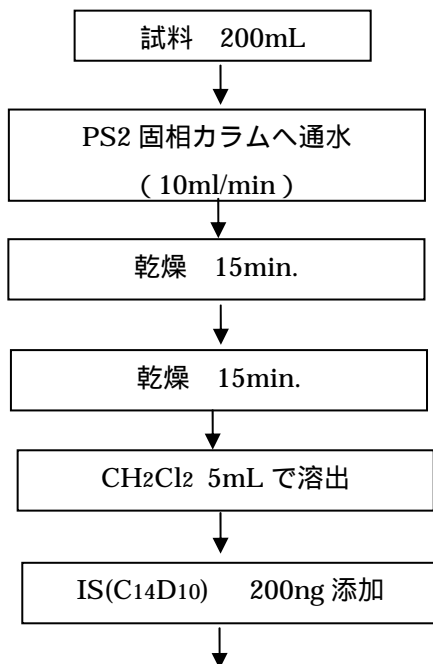 試料　200mL
PS2 固相カラムへ通水
（10ml/min）
乾燥　15min.
乾燥　15min.
CH2Cl2 5mL で溶出
IS(C14D10)　200ng 添加